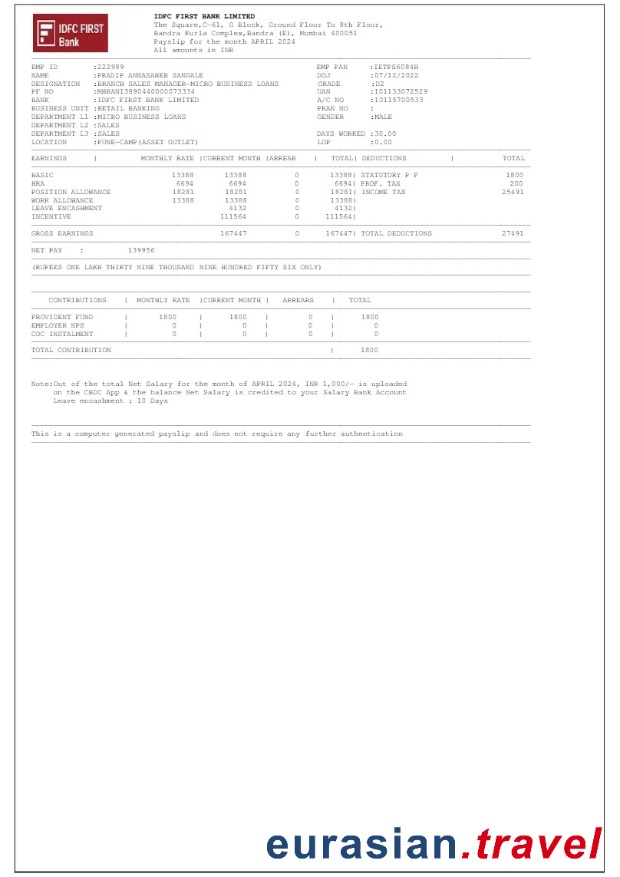 IDFC FIRST
Bank
IDFC FIRST BANK LIMITED
The Square,C-61, G Block, Ground Floor To 8th Floor,
Bandra Kurla Complex,Bandra (E), Mumbai 400051
Payslip for the month APRIL 2024
All amounts in INR
EMP ID :222989 EMP PAN :IETPS6084H
NAME :PRADIP ANNASAHEB SANSALE DOJ :07/12/2022
DESIGNATION :BRANCH SALES MANAGER-MICRO BUSINESS LOANS GRADE :D2
PF NO :MHBAN13890440000073334 UAN :101133072529
BANK :IDFC FIRST BANK LIMITED A/C NO :10115700533
BUSINESS UNIT :RETAIL BANKING PRAN NO :
DEPARTMENT L1 :MICRO BUSINESS LOANS GENDER :MALE
DEPARTMENT L2 :SALES
DEPARTMENT L3 :SALES DAYS WORKED :30.00
LOCATION :PUNE-CAMP(ASSET OUTLET) LOP :0.00
EARNINGS | MONTHLY RATE |CURRENT MONTH |ARREAR | TOTAL| DEDUCTIONS | TOTAL
BASIC 13388 13388 0 13388| STATUTORY P F 1800
HRA 6694 6694 0 6694| PROF. TAX 200
POSITION ALLOWANCE 18281 18281 0 18281| INCOME TAX 25491
WORK ALLOWANCE 13388 13388 0 13388|
LEAVE ENCASHMENT 4132 0 4132|
INCENTIVE 111564 0 111564|
GROSS EARNINGS 167447 0 167447| TOTAL DEDUCTIONS 27491
NET PAY : 139956
(RUPEES ONE LAKH THIRTY NINE THOUSAND NINE HUNDRED FIFTY SIX ONLY)
CONTRIBUTIONS | MONTHLY RATE |CURRENT MONTH | ARREARS | TOTAL
PROVIDENT FUND | 1800 | 1800 | 0 | 1800
EMPLOYER NPS | 0 | 0 | 0 | 0
COC INSTALMENT | 0 | 0 | 0 | 0
TOTAL CONTRIBUTION | 1800
Note:Out of the total Net Salary for the month of APRIL 2024, INR 1,000/- is uploaded
on the CBDC App & the balance Net Salary is credited to your Salary Bank Account
Leave encashment : 10 Days
This is a computer generated payslip and does not require any further authentication
eurasian.travel